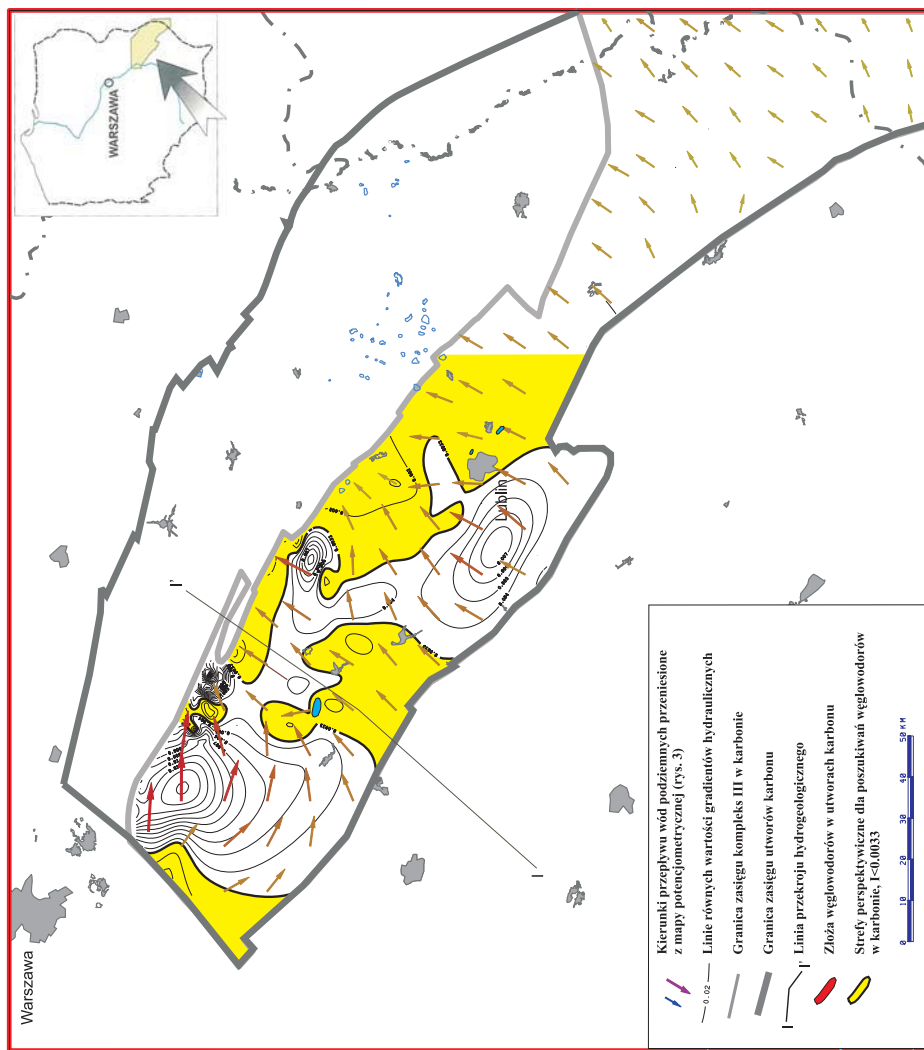 WARSZAWA
Warszawa
Lublin
I'
I
Kierunki przepływu wód podziemnych przeniesione
z mapy potencjometrycznej (rys. 3)
0.02
Linie równych wartości gradientów hydraulicznych
Granica zasięgu kompleks III w karbonie
Granica zasięgu utworów karbonu
I I' Linia przekroju hydrogeologicznego
Złoża węglowodorów w utworach karbonu
Strefy perspektywiczne dla poszukiwań węglowodorów
w karbonie, I<0.0033
0 10 20 30 40 50 KM